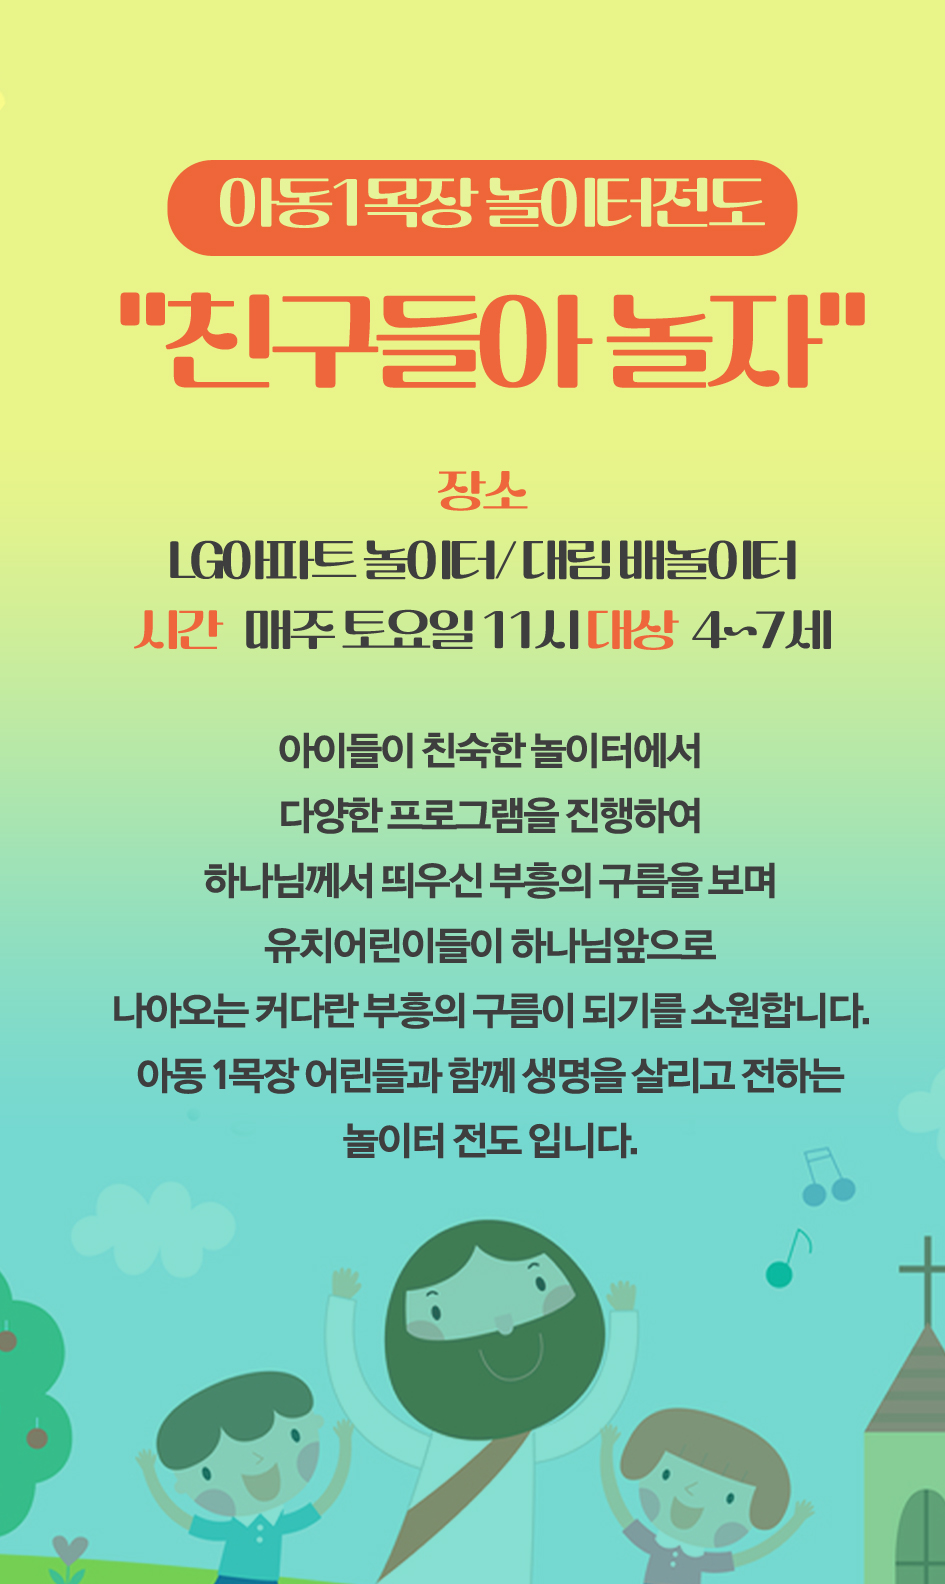 아동1목장 놀이터전도
"친구들아 놀자"
장소
LG아파트 놀이터/ 대림 배놀이터
시간 매주 토요일 11시 대상 4~7세
아이들이 친숙한 놀이터에서
다양한 프로그램을 진행하여
하나님께서 띄우신 부흥의 구름을 보며
유치어린이들이 하나님앞으로
나아오는 커다란 부흥의 구름이 되기를 소원합니다.
아동 1목장 어린들과 함께 생명을 살리고 전하는
놀이터 전도 입니다.